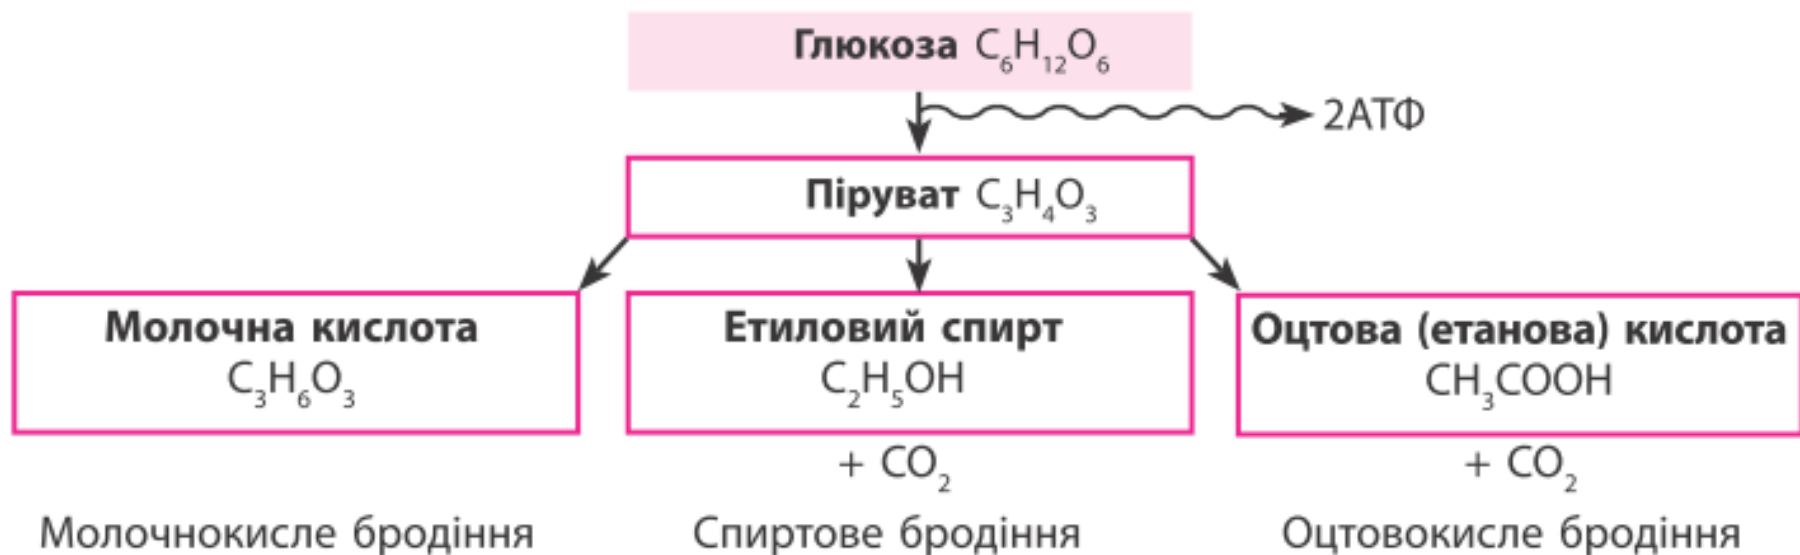 Глюкоза C₆H₁₂O₆
2АТФ
Піруват C₃H₄O₃
Молочна кислота
C₃H₆O₃
Етиловий спирт
C₂H₅OH
Оцтова (етанова) кислота
CH₃COOH
+ CO₂
+ CO₂
Молочнокисле бродіння
Спиртове бродіння
Оцтовокисле бродіння